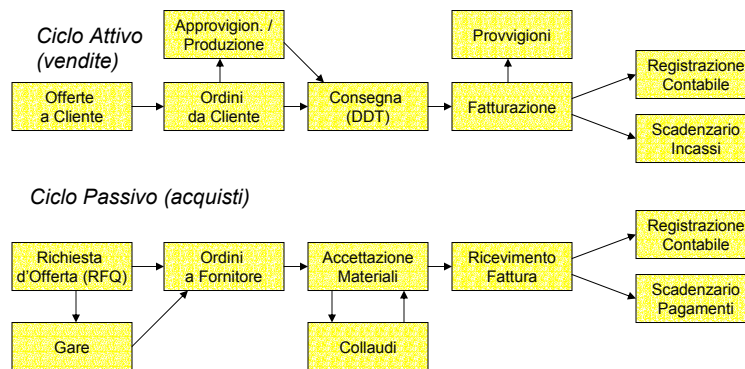 Ciclo Attivo
(vendite)
Approvigion. /
Produzione
Provvigioni
Offerte
a Cliente
Ordini
da Cliente
Consegna
(DDT)
Fatturazione
Registrazione
Contabile
Scadenzario
Incassi
Ciclo Passivo (acquisti)
Richiesta
d'Offerta (RFQ)
Ordini
a Fornitore
Accettazione
Materiali
Ricevimento
Fattura
Registrazione
Contabile
Scadenzario
Pagamenti
Gare
Collaudi